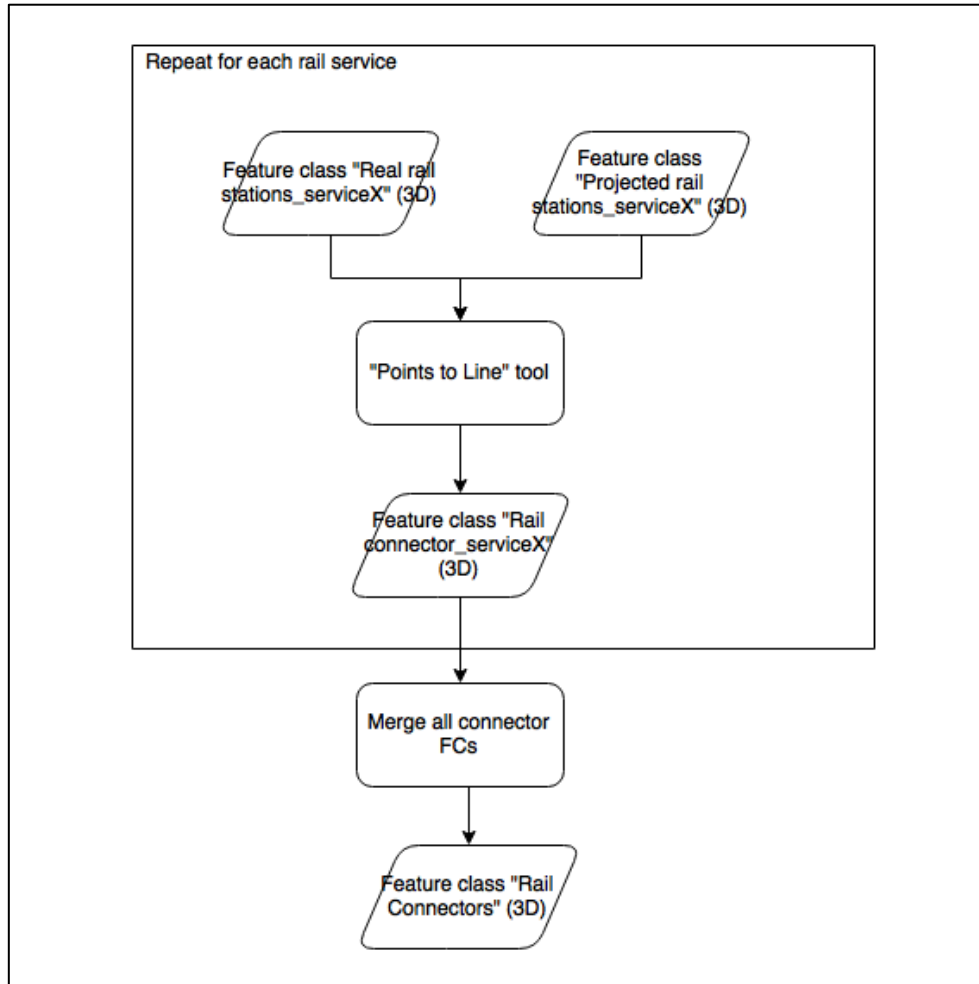 Repeat for each rail service
Feature class "Real rail
stations_serviceX" (3D)
Feature class
"Projected rail
stations_serviceX" (3D)
"Points to Line" tool
Feature class "Rail
connector_serviceX"
(3D)
Merge all connector
FCs
Feature class "Rail
Connectors" (3D)